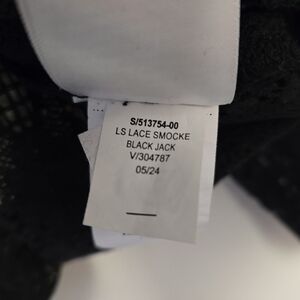 S/513754-00
LS LACE SMOCKE
BLACK JACK
V/304787
05/24